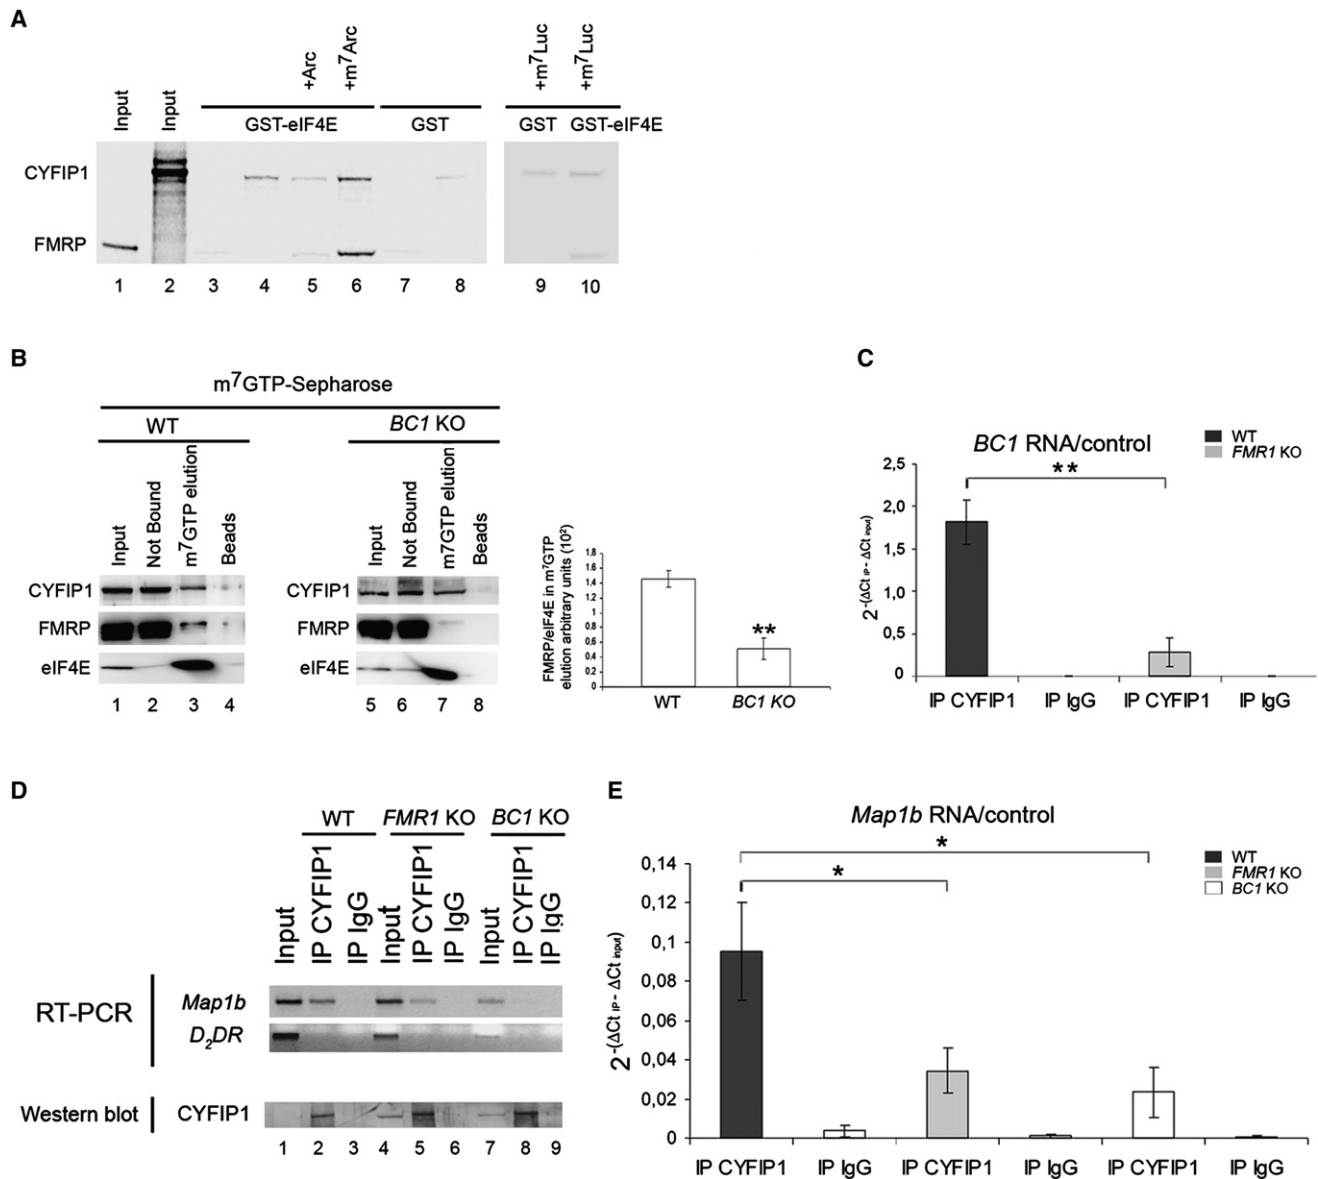 A
Input
Input
+Arc
+m⁷Arc
+m⁷Luc
+m⁷Luc
GST-eIF4E
GST
GST
GST-eIF4E
CYFIP1
FMRP
1 2 3 4 5 6 7 8 9 10
B
m⁷GTP-Sepharose
WT
BC1 KO
Input
Not Bound
m⁷GTP elution
Beads
Input
Not Bound
m⁷GTP elution
Beads
CYFIP1
FMRP
eIF4E
CYFIP1
FMRP
eIF4E
1 2 3 4
5 6 7 8
FMRP/eIF4E in m⁷GTP
elution arbitrary units (10²)
1.8
1.6
1.4
1.2
1
0.8
0.6
0.4
0.2
0
**
WT
BC1 KO
C
BC1 RNA/control
WT
FMR1 KO
**
2-(ΔCt IP - ΔCt input)
2,5
2,0
1,5
1,0
0,5
0
IP CYFIP1
IP IgG
IP CYFIP1
IP IgG
D
WT
FMR1 KO
BC1 KO
Input
IP CYFIP1
IP IgG
Input
IP CYFIP1
IP IgG
Input
IP CYFIP1
IP IgG
RT-PCR
Map1b
D₂DR
Western blot
CYFIP1
1 2 3 4 5 6 7 8 9
E
Map1b RNA/control
WT
FMR1 KO
BC1 KO
*
*
2-(ΔCt IP - ΔCt input)
0,14
0,12
0,1
0,08
0,06
0,04
0,02
0
IP CYFIP1
IP IgG
IP CYFIP1
IP IgG
IP CYFIP1
IP IgG